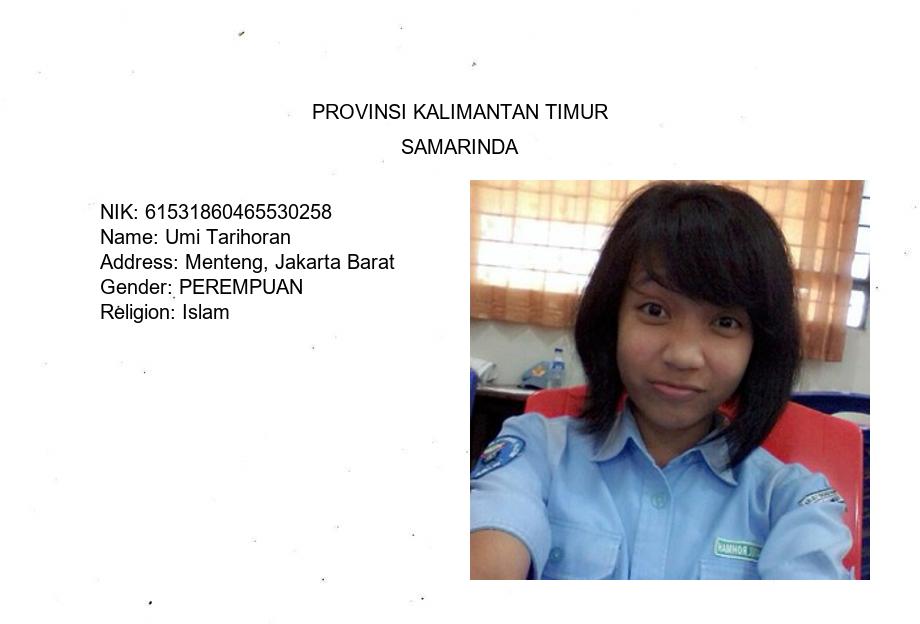 PROVINSI KALIMANTAN TIMUR
SAMARINDA
NIK: 61531860465530258
Name: Umi Tarihoran
Address: Menteng, Jakarta Barat
Gender: PEREMPUAN
Religion: Islam